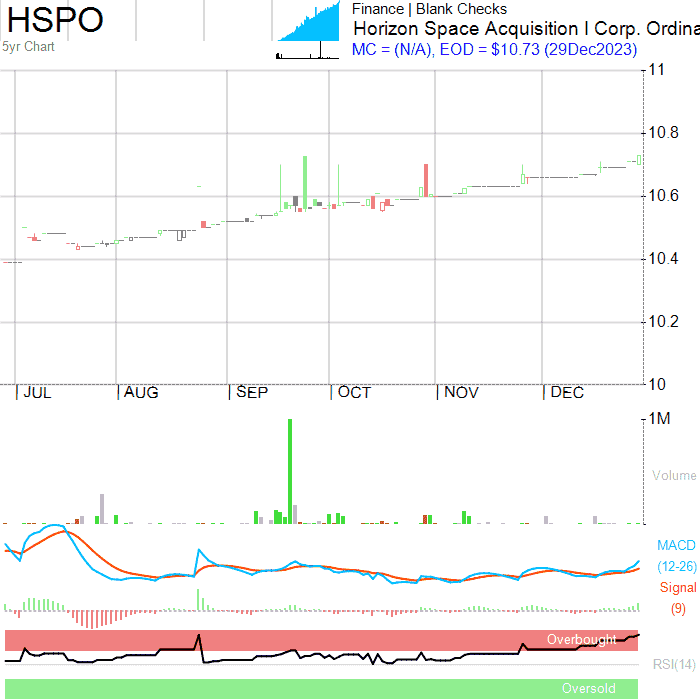 HSPO
5yr Chart
Finance | Blank Checks
Horizon Space Acquisition I Corp. Ordina
MC = (N/A), EOD = $10.73 (29Dec2023)
11
10.8
10.6
10.4
10.2
10
JUL
AUG
SEP
OCT
NOV
DEC
1M
Volume
MACD
(12-26)
Signal
(9)
Overbought
RSI(14)
Oversold